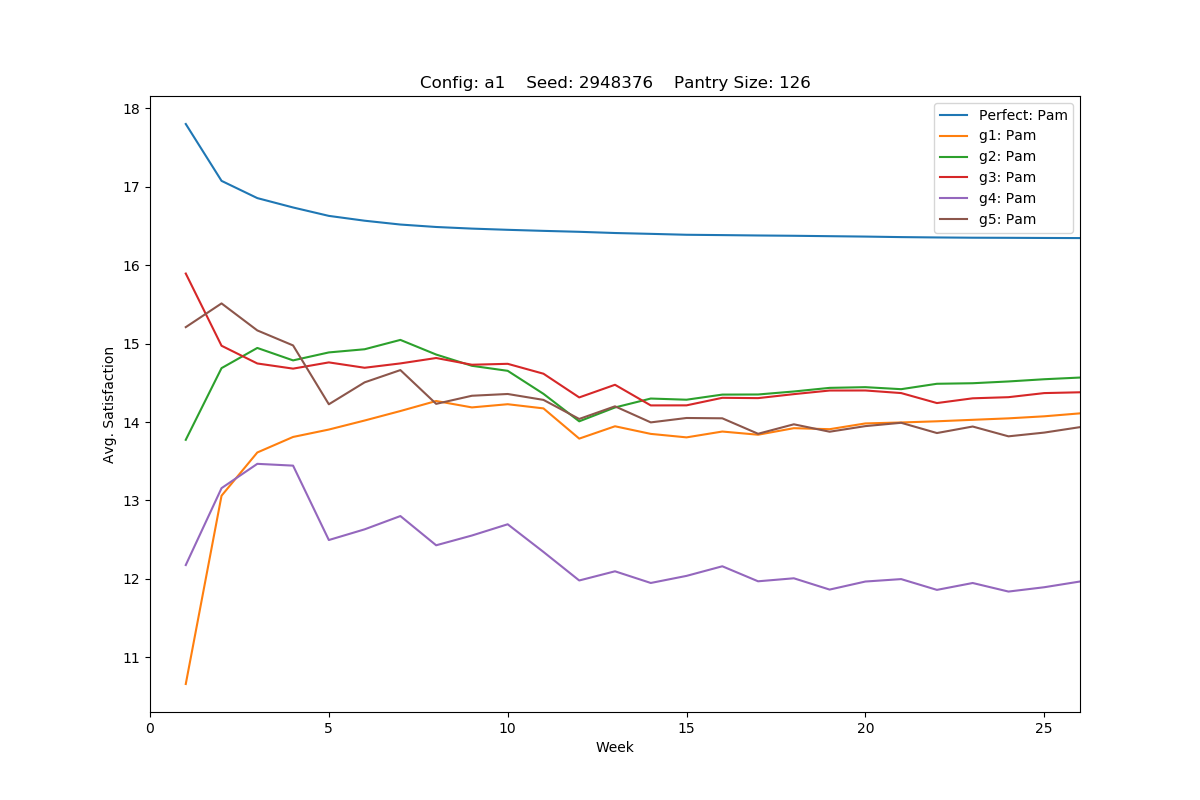 Config: a1    Seed: 2948376    Pantry Size: 126
18
17
16
15
14
13
12
11
Avg. Satisfaction
Perfect: Pam
g1: Pam
g2: Pam
g3: Pam
g4: Pam
g5: Pam
0
5
10
15
20
25
Week